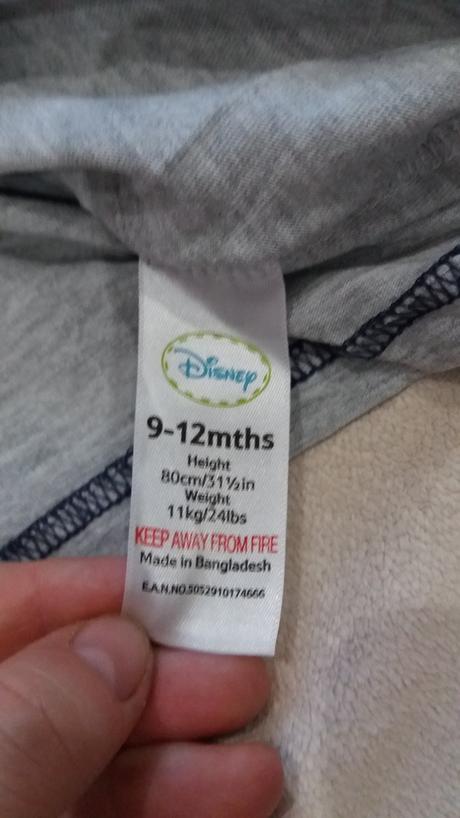 Disney
9-12mths
Height
80cm/31½in
Weight
11kg/24lbs
KEEP AWAY FROM FIRE
Made in Bangladesh
E.A.N.NO.5052910174666